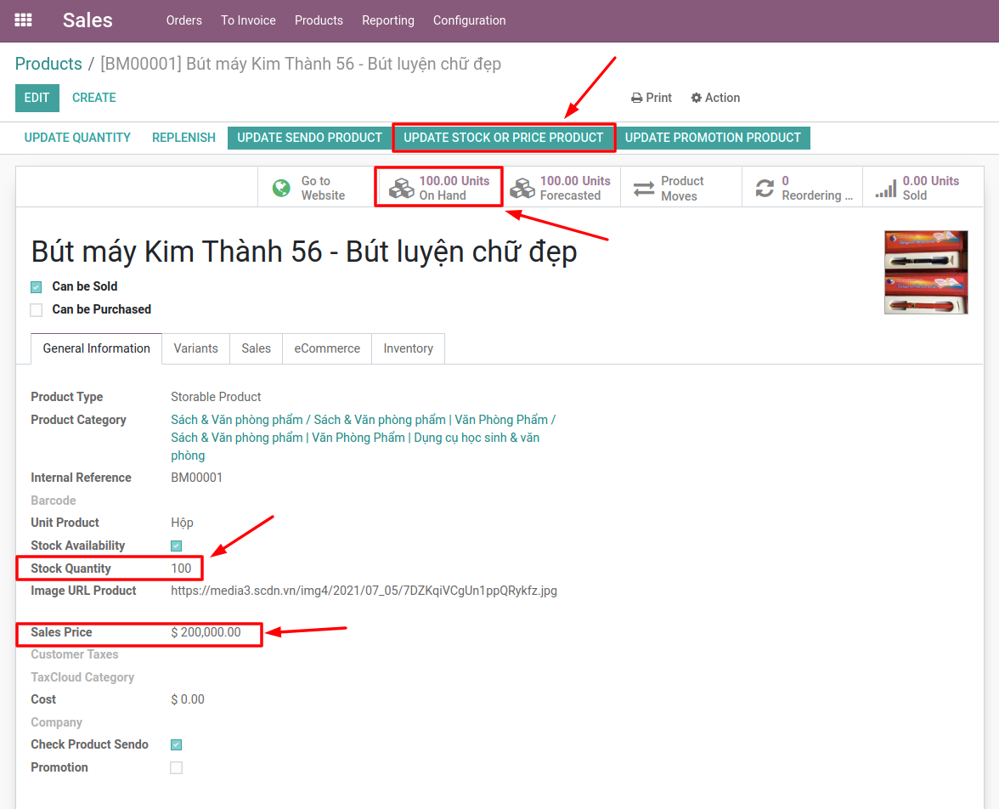 Sales Orders To Invoice Products Reporting Configuration
Products / [BM00001] Bút máy Kim Thành 56 - Bút luyện chữ đẹp
EDIT CREATE Print Action
UPDATE QUANTITY REPLENISH UPDATE SENDO PRODUCT UPDATE STOCK OR PRICE PRODUCT UPDATE PROMOTION PRODUCT
Go to
Website
100.00 Units
On Hand
100.00 Units
Forecasted
Product
Moves
0
Reordering ...
0.00 Units
Sold
Bút máy Kim Thành 56 - Bút luyện chữ đẹp
Can be Sold
Can be Purchased
General Information Variants Sales eCommerce Inventory
Product Type Storable Product
Product Category Sách & Văn phòng phẩm / Sách & Văn phòng phẩm | Văn Phòng Phẩm /
Sách & Văn phòng phẩm | Văn Phòng Phẩm | Dụng cụ học sinh & văn
phòng
Internal Reference BM00001
Barcode
Unit Product Hộp
Stock Availability
Stock Quantity 100
Image URL Product https://media3.scdn.vn/img4/2021/07_05/7DZKqiVCgUn1ppQRykfz.jpg
Sales Price $ 200,000.00
Customer Taxes
TaxCloud Category
Cost $ 0.00
Company
Check Product Sendo
Promotion